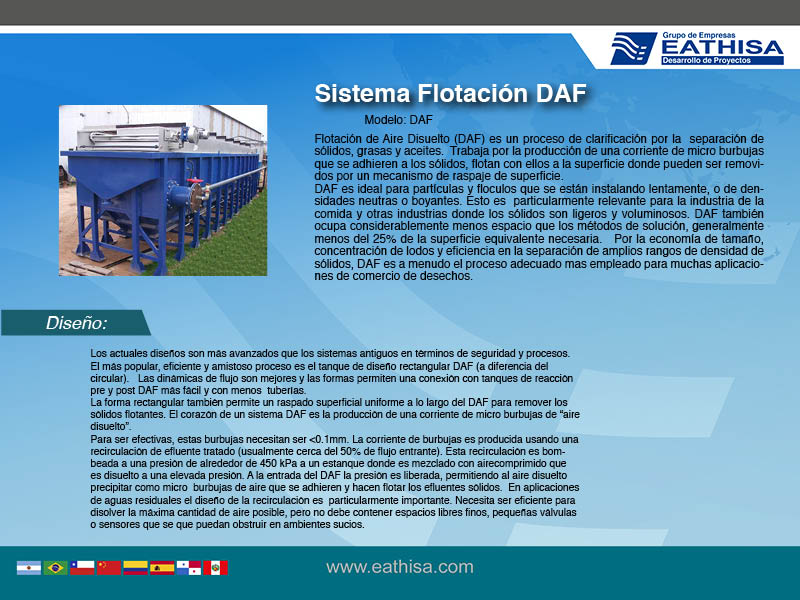 Grupo de Empresas
EATHISA
Desarrollo de Proyectos
Sistema Flotación DAF
Modelo: DAF
Flotación de Aire Disuelto (DAF) es un proceso de clarificación por la separación de
sólidos, grasas y aceites. Trabaja por la producción de una corriente de micro burbujas
que se adhieren a los sólidos, flotan con ellos a la superficie donde pueden ser removi-
dos por un mecanismo de raspaje de superficie.
DAF es ideal para partículas y floculos que se están instalando lentamente, o de den-
sidades neutras o boyantes. Esto es particularmente relevante para la industria de la
comida y otras industrias donde los sólidos son ligeros y voluminosos. DAF también
ocupa considerablemente menos espacio que los métodos de solución, generalmente
menos del 25% de la superficie equivalente necesaria. Por la economía de tamaño,
concentración de lodos y eficiencia en la separación de amplios rangos de densidad de
sólidos, DAF es a menudo el proceso adecuado mas empleado para muchas aplicacio-
nes de comercio de desechos.
Diseño:
Los actuales diseños son más avanzados que los sistemas antiguos en términos de seguridad y procesos.
El más popular, eficiente y amistoso proceso es el tanque de diseño rectangular DAF (a diferencia del
circular). Las dinámicas de flujo son mejores y las formas permiten una conexión con tanques de reacción
pre y post DAF más fácil y con menos tuberías.
La forma rectangular también permite un raspado superficial uniforme a lo largo del DAF para remover los
sólidos flotantes. El corazón de un sistema DAF es la producción de una corriente de micro burbujas de “aire
disuelto”.
Para ser efectivas, estas burbujas necesitan ser <0.1mm. La corriente de burbujas es producida usando una
recirculación de efluente tratado (usualmente cerca del 50% de flujo entrante). Esta recirculación es bom-
beada a una presión de alrededor de 450 kPa a un estanque donde es mezclado con airecomprimido que
es disuelto a una elevada presión. A la entrada del DAF la presión es liberada, permitiendo al aire disuelto
precipitar como micro burbujas de aire que se adhieren y hacen flotar los efluentes sólidos. En aplicaciones
de aguas residuales el diseño de la recirculación es particularmente importante. Necesita ser eficiente para
disolver la máxima cantidad de aire posible, pero no debe contener espacios libres finos, pequeñas válvulas
o sensores que se que puedan obstruir en ambientes sucios.
www.eathisa.com